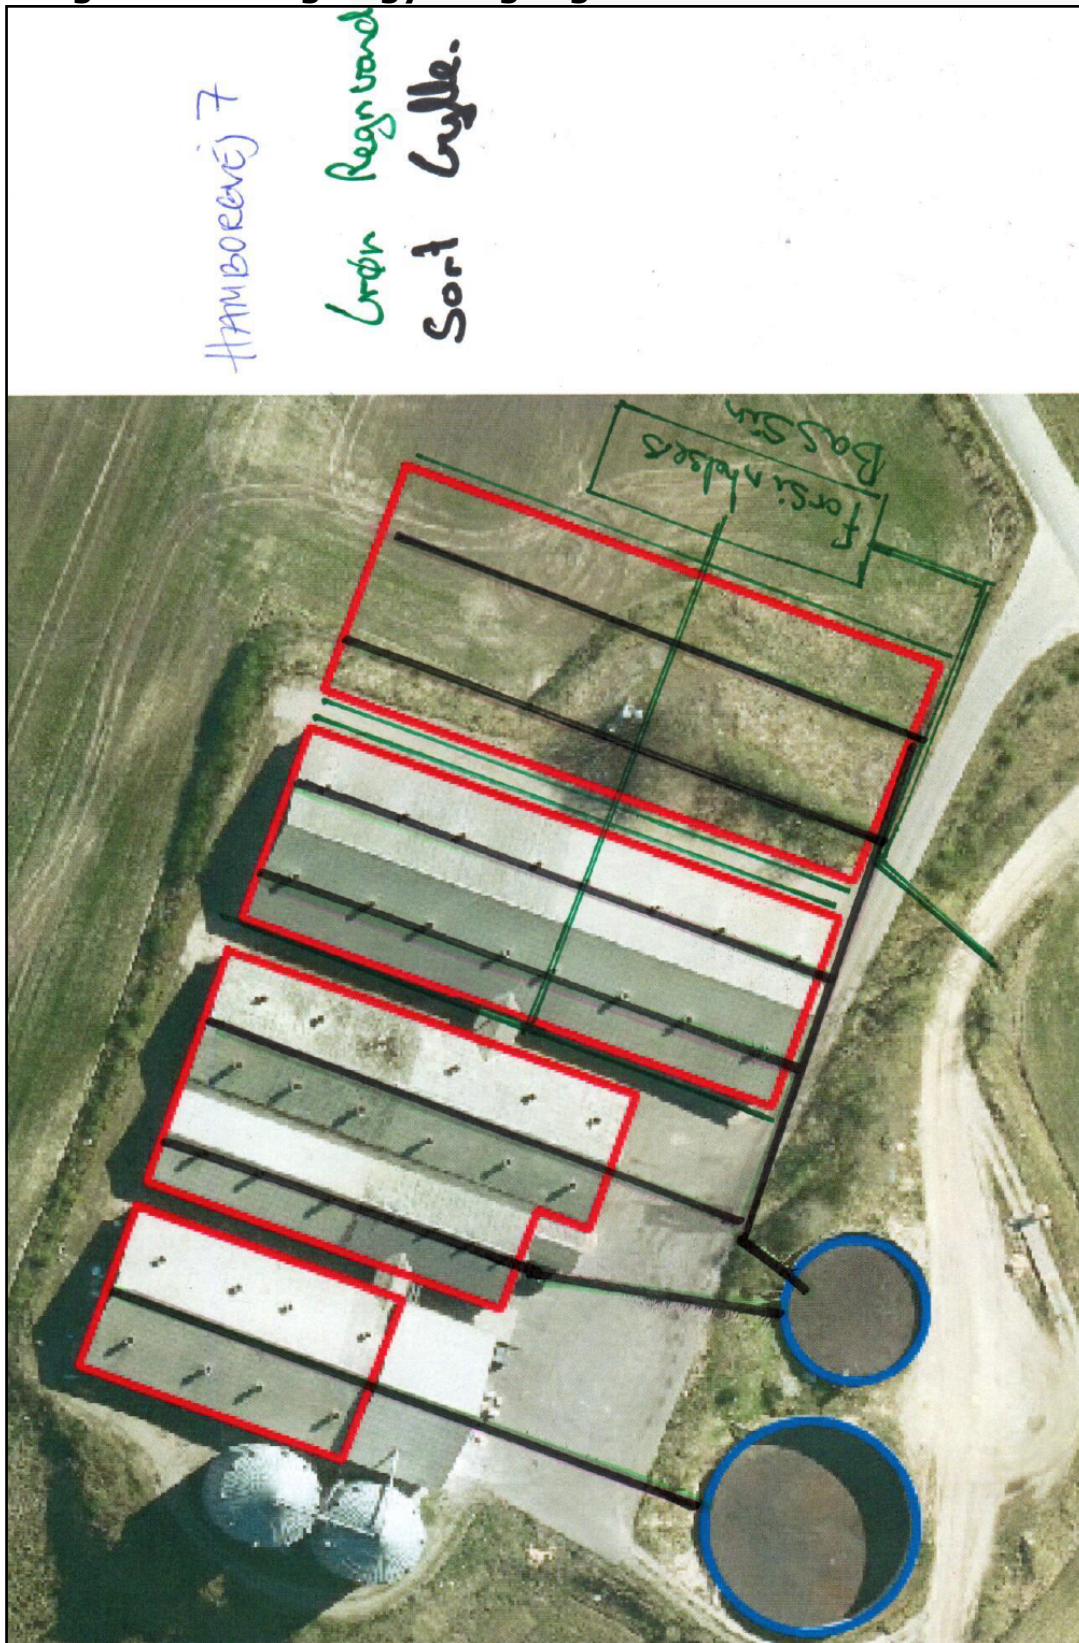 HAMBORGVEJ 7
Grøn Regnvand
Sort Gylle.
Forsinkelses
Bassin